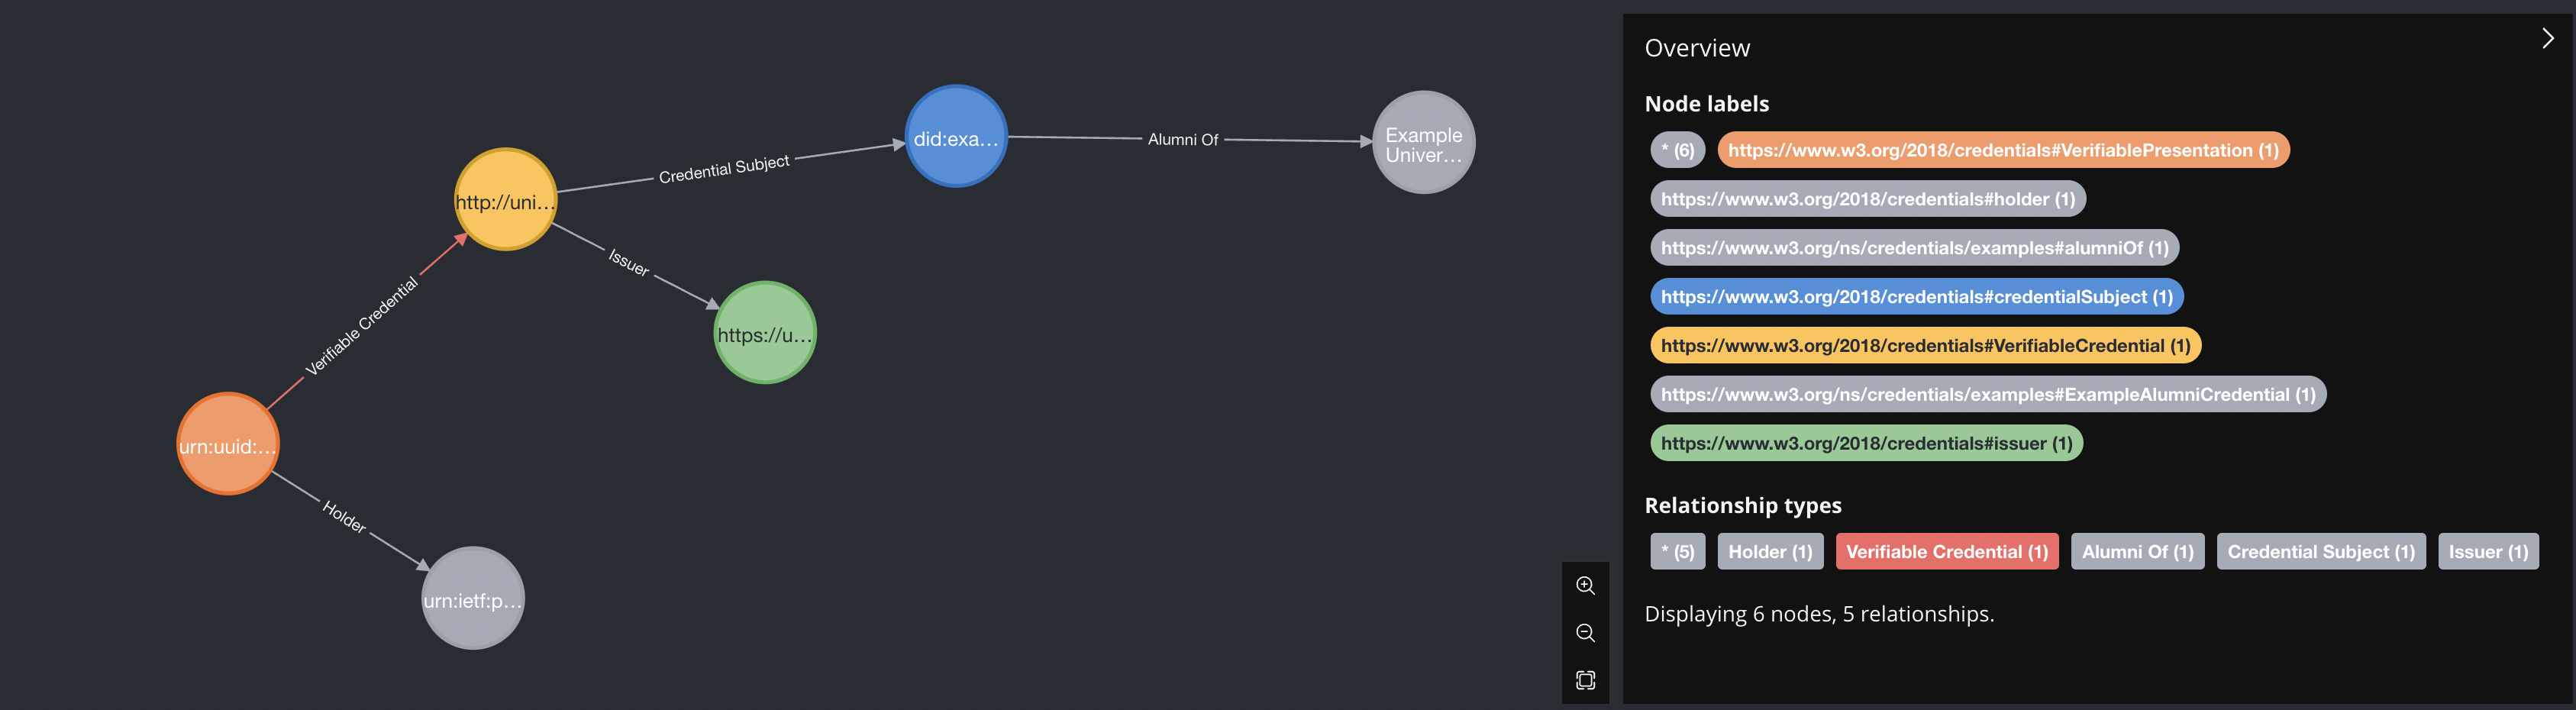 did:exa...
Alumni Of
Example
Univer...
Credential Subject
http://uni...
Issuer
https://u...
Verifiable Credential
urn:uuid:...
Holder
urn:ietf:p...
Overview
Node labels
* (6) https://www.w3.org/2018/credentials#VerifiablePresentation (1)
https://www.w3.org/2018/credentials#holder (1)
https://www.w3.org/ns/credentials/examples#alumniOf (1)
https://www.w3.org/2018/credentials#credentialSubject (1)
https://www.w3.org/2018/credentials#VerifiableCredential (1)
https://www.w3.org/ns/credentials/examples#ExampleAlumniCredential (1)
https://www.w3.org/2018/credentials#issuer (1)
Relationship types
* (5) Holder (1) Verifiable Credential (1) Alumni Of (1) Credential Subject (1) Issuer (1)
Displaying 6 nodes, 5 relationships.